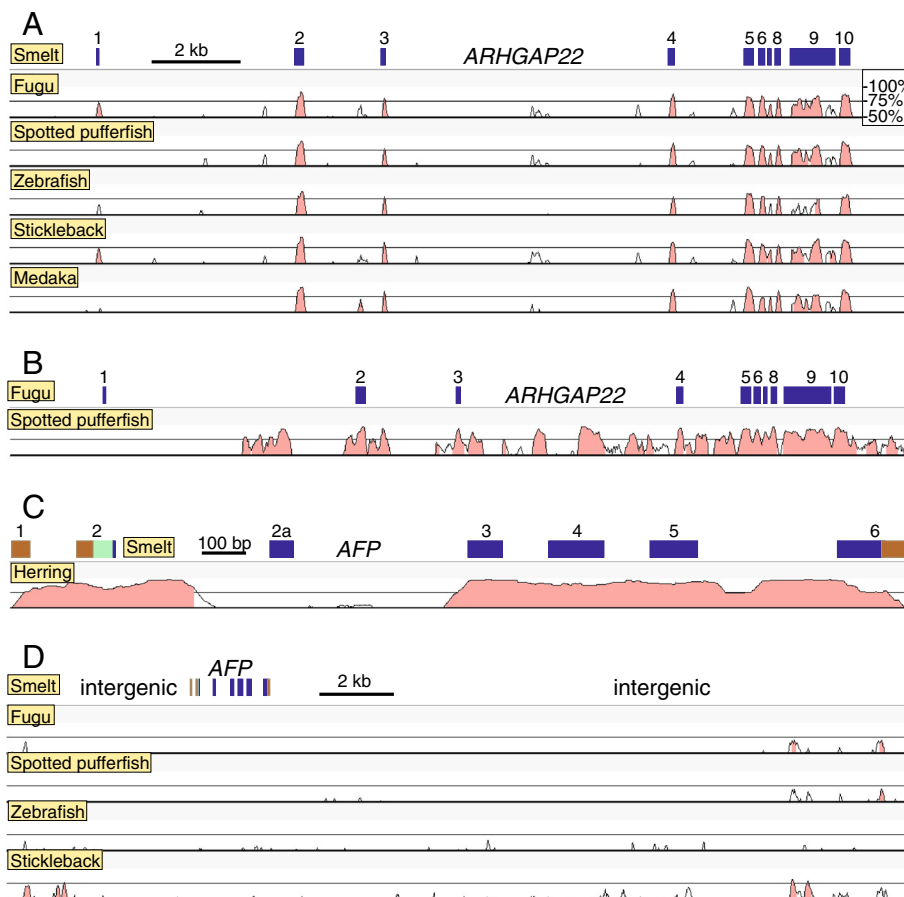 A
1 2 3 4 5 6 8 9 10
Smelt 2 kb ARHGAP22
Fugu
100%
75%
50%
Spotted pufferfish
Zebrafish
Stickleback
Medaka
B
1 2 3 4 5 6 8 9 10
Fugu ARHGAP22
Spotted pufferfish
C
1 2 2a 3 4 5 6
Smelt 100 bp AFP
Herring
D
AFP
Smelt intergenic 2 kb intergenic
Fugu
Spotted pufferfish
Zebrafish
Stickleback